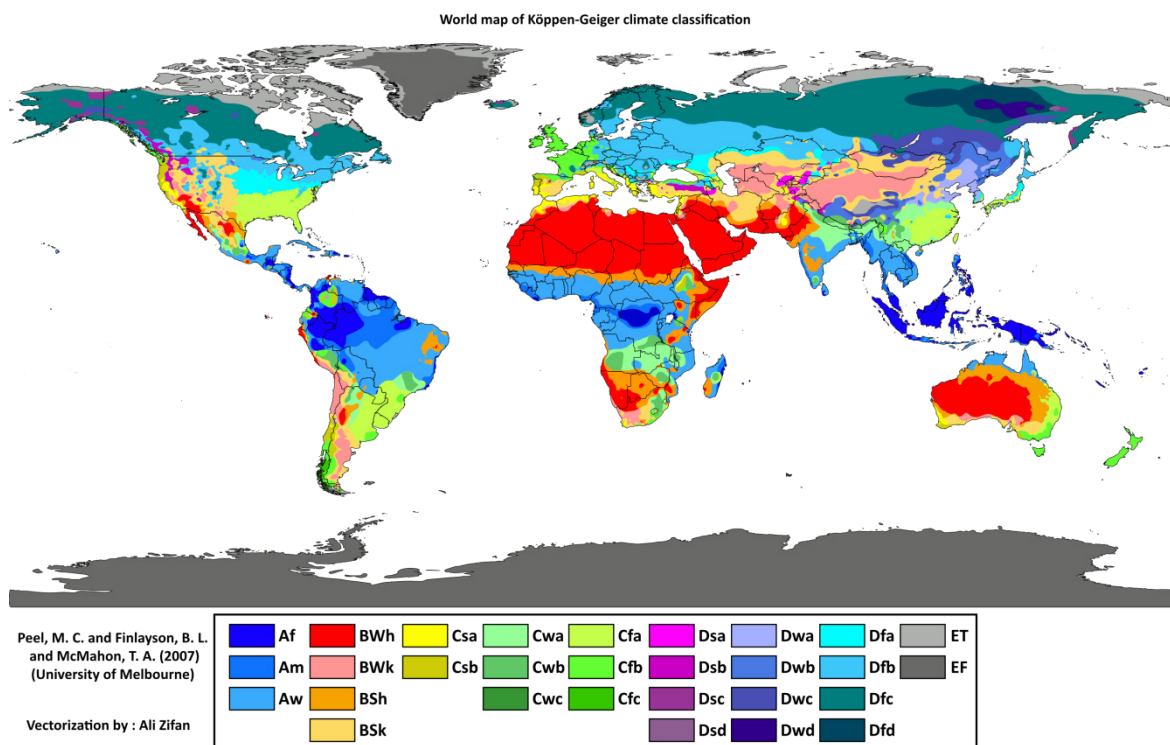 World map of Köppen-Geiger climate classification
Peel, M. C. and Finlayson, B. L.
and McMahon, T. A. (2007)
(University of Melbourne)
Vectorization by : Ali Zifan
Af BWh Csa Cwa Cfa Dsa Dwa Dfa ET
Am BWk Csb Cwb Cfb Dsb Dwb Dfb EF
Aw BSh Cwc Cfc Dsc Dwc Dfc
BSk Dsd Dwd Dfd